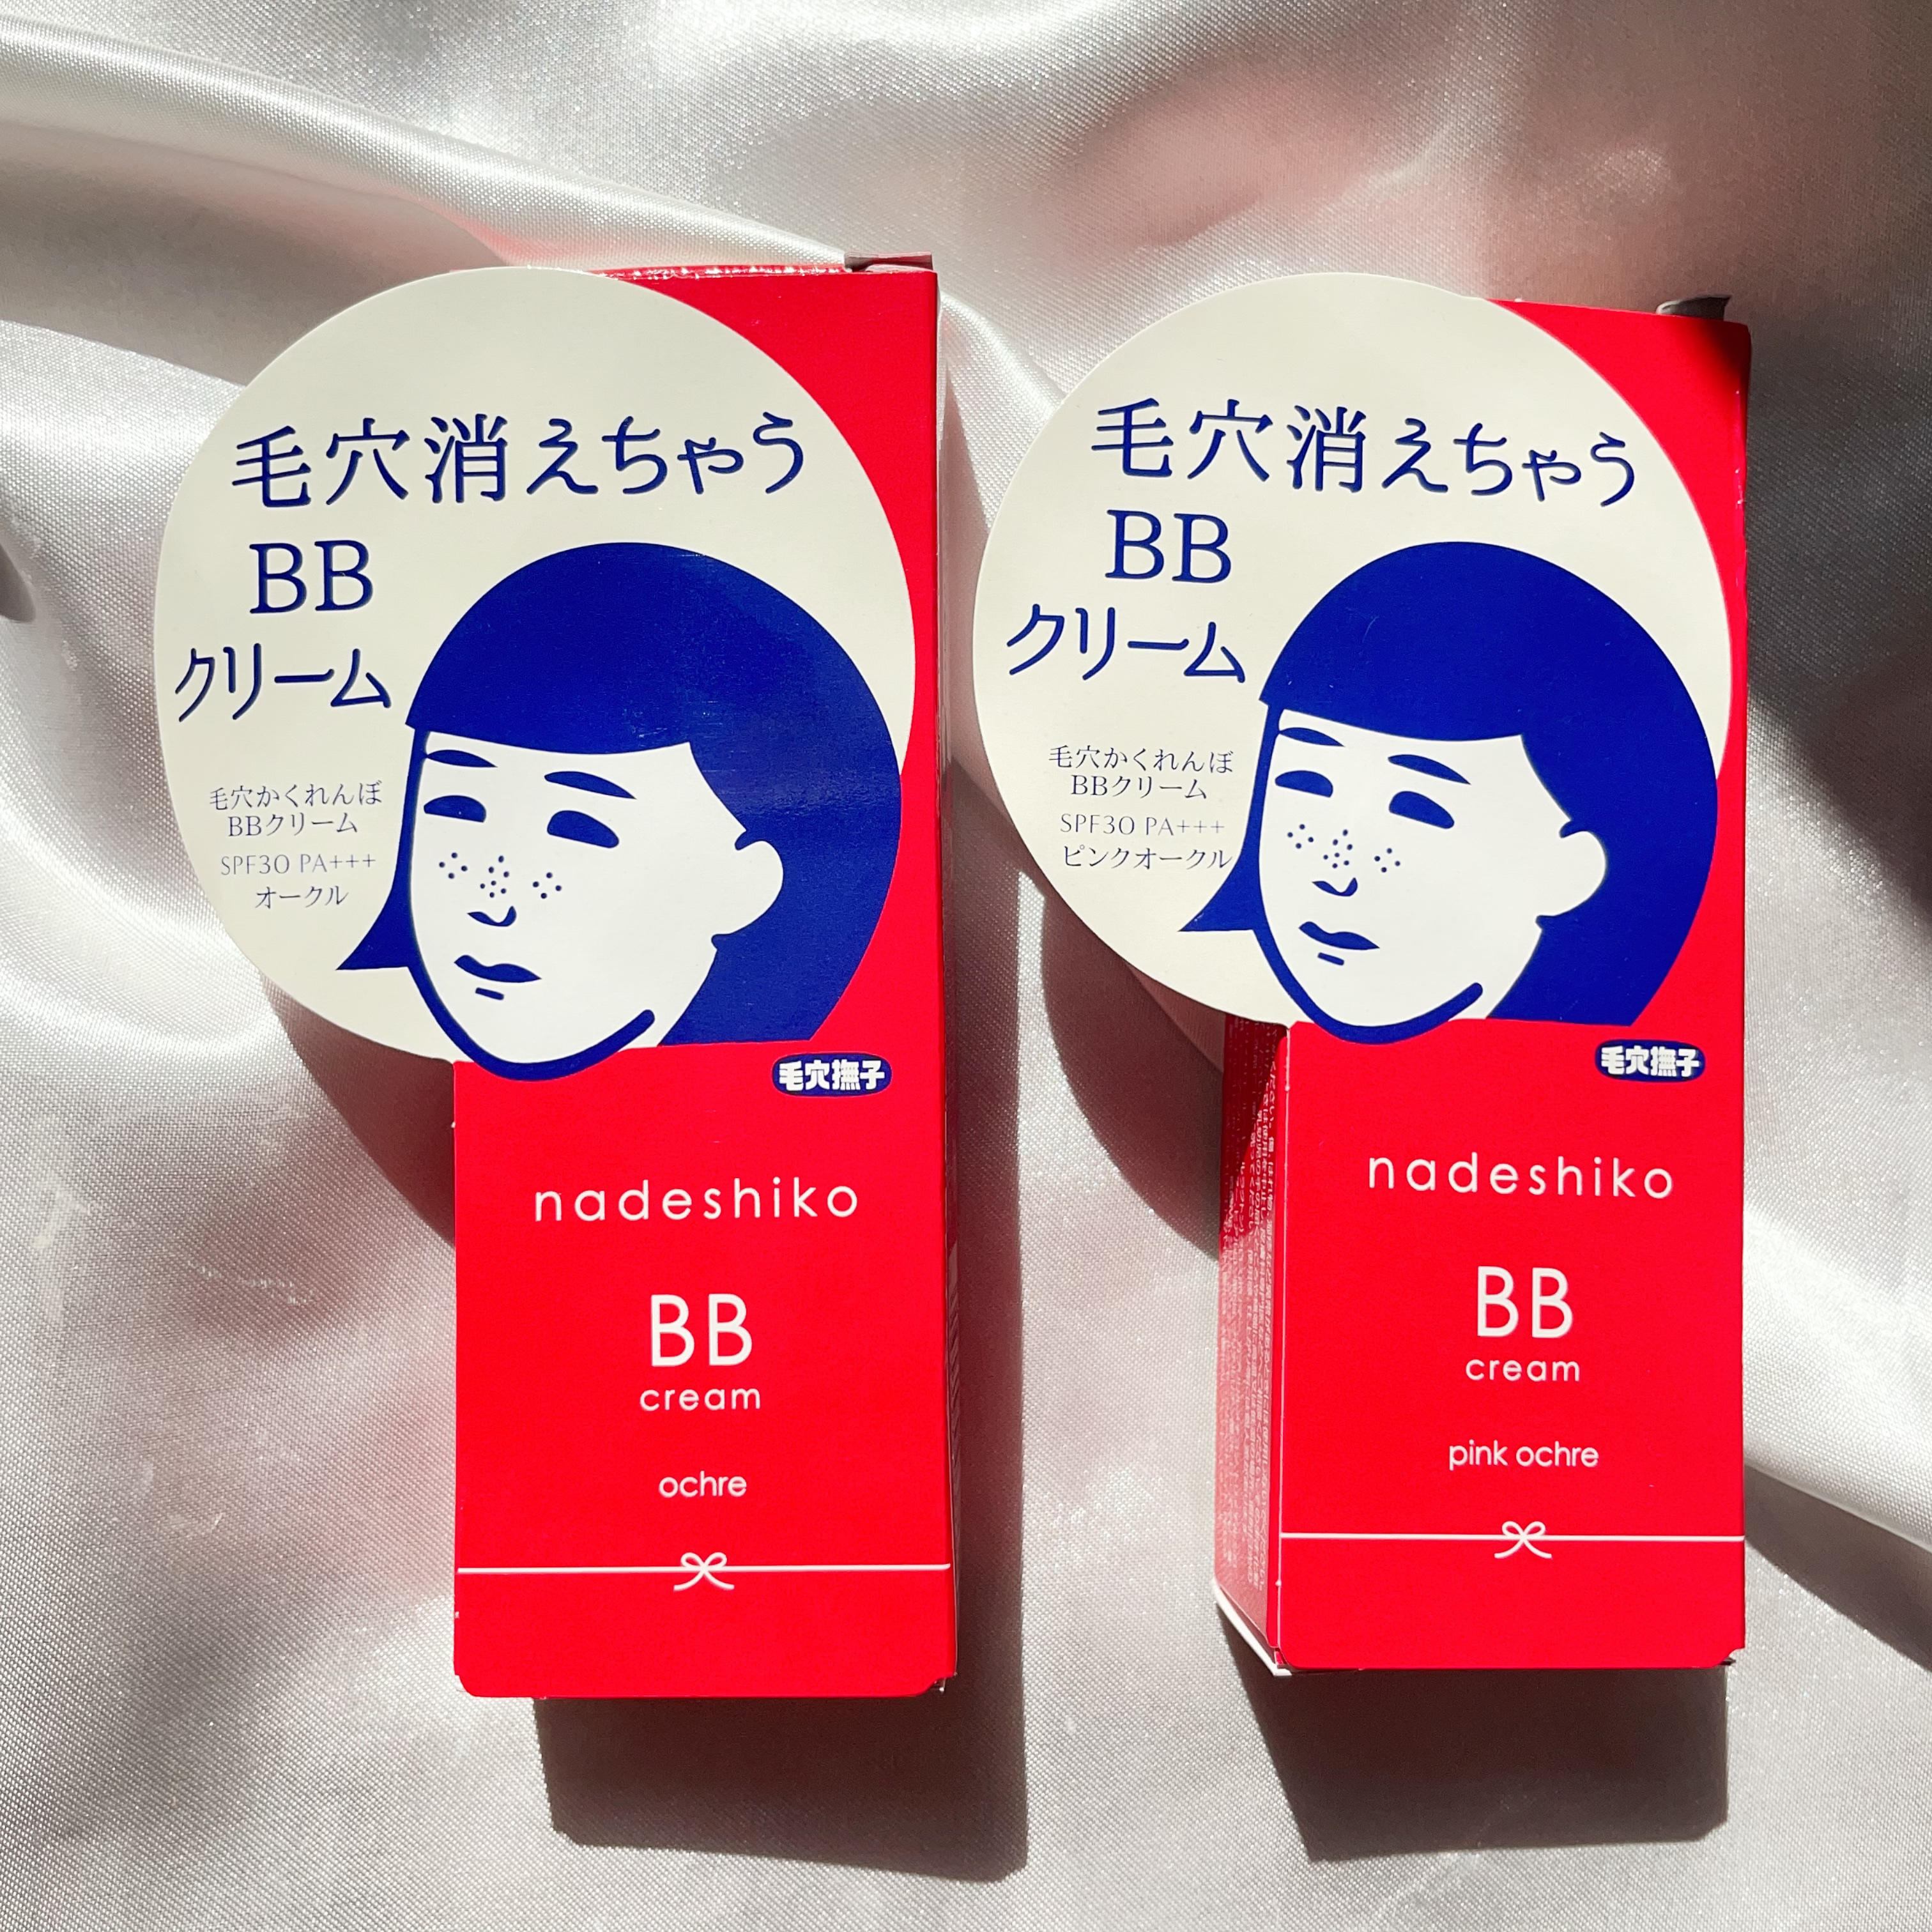 毛穴消えちゃう
BB
クリーム
毛穴かくれんぼ
BBクリーム
SPF30 PA+++
オークル
毛穴撫子
nadeshiko
BB
cream
ochre
毛穴消えちゃう
BB
クリーム
毛穴かくれんぼ
BBクリーム
SPF30 PA+++
ピンクオークル
毛穴撫子
nadeshiko
BB
cream
pink ochre